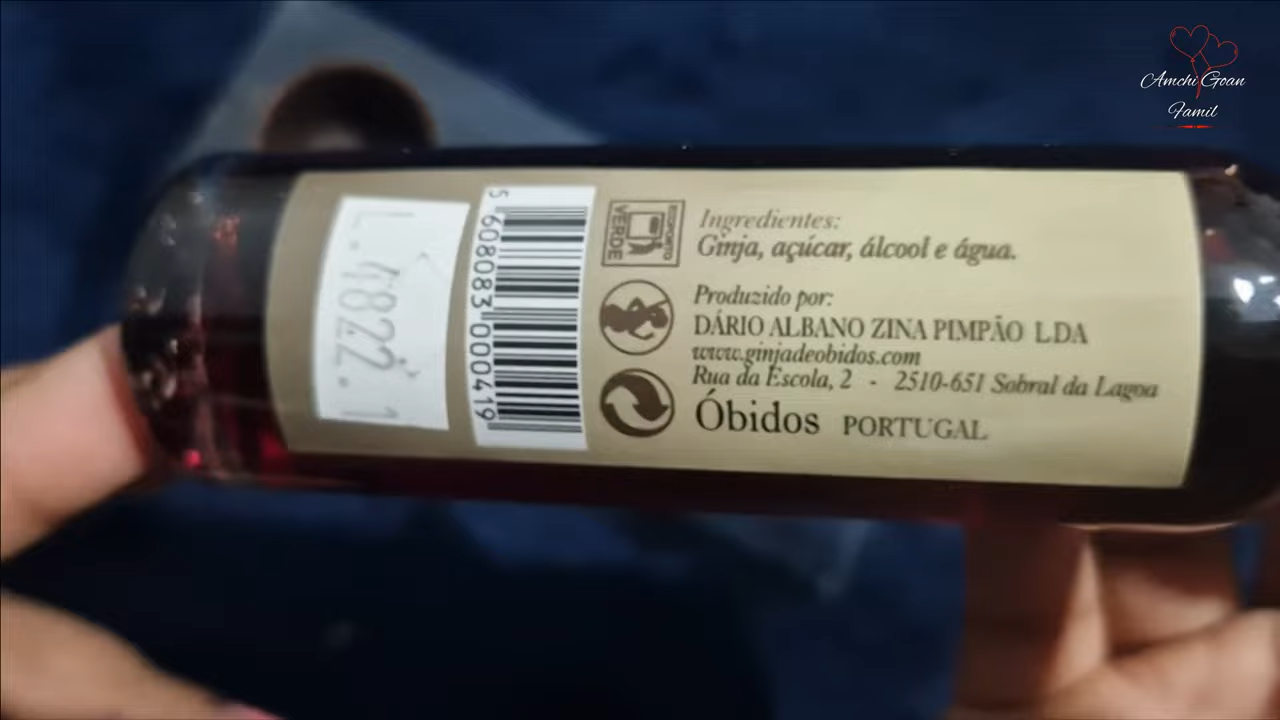 Amchi Goan
Famil
L.4822.1
5 608083 000419
ECOPONTO
VERDE
Ingredientes:
Ginja, açúcar, álcool e água.
Produzido por:
DÁRIO ALBANO ZINA PIMPÃO LDA
www.ginjadeobidos.com
Rua da Escola, 2 - 2510-651 Sobral da Lagoa
Óbidos PORTUGAL